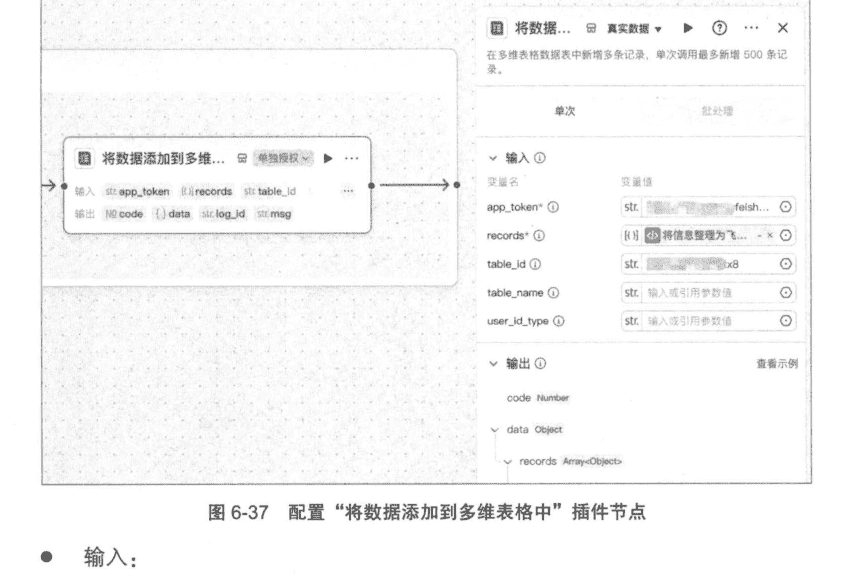 将数据… 真实数据
在多维表格数据表中新增多条记录，单次调用最多新增 500 条记
录。
单次 批处理
将数据添加到多维… 单独授权
输入 str.app_token [{}]records str.table_id
输出 N0 code {.} data str.log_id str.msg
输入
变量名 变量值
app_token* str. feish…
records* [{}] 将信息整理为飞… - ×
table_id str. tx8
table_name str. 输入或引用参数值
user_id_type str. 输入或引用参数值
输出 查看示例
code Number
data Object
records Array<Object>
图 6-37 配置“将数据添加到多维表格中”插件节点
● 输入：